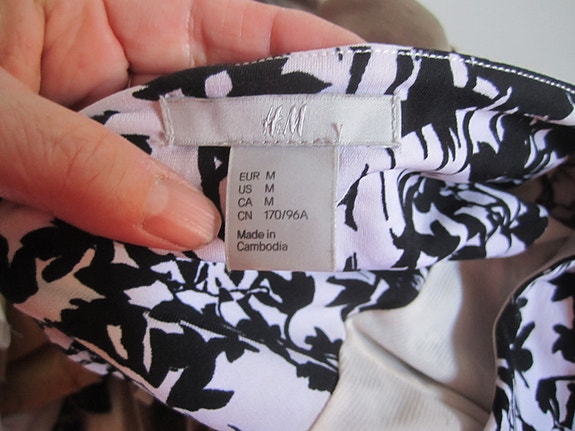 H&M
EUR M
US M
CA M
CN 170/96A
Made in
Cambodia